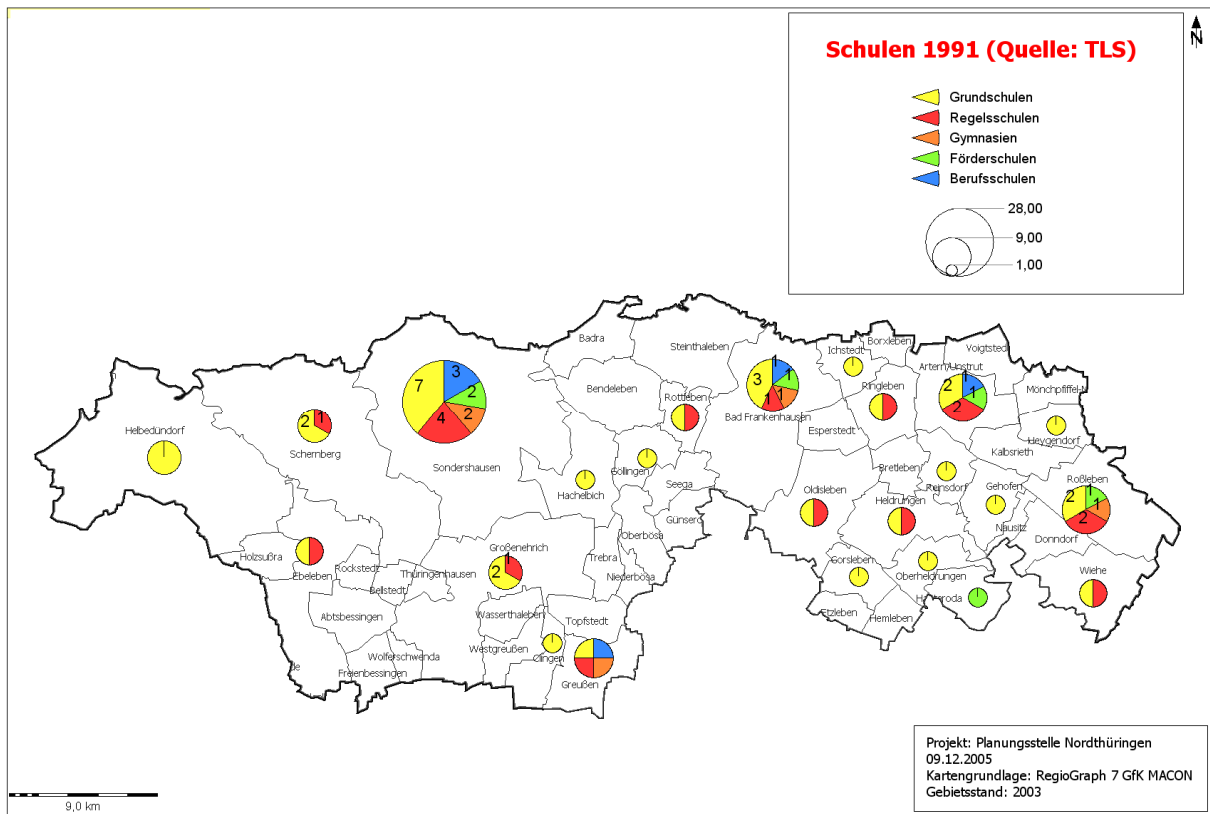 Schulen 1991 (Quelle: TLS)
N
Grundschulen
Regelsschulen
Gymnasien
Förderschulen
Berufsschulen
28,00
9,00
1,00
Badra
Steinthaleben
Ichstedt
Borxleben
Voigtsted
Artern/Unstrut
Mönchpfiffel-N
Bendeleben
Rottleben
Ringleben
7
3
2
4
2
3
1
1
1
1
2
1
1
2
Bad Frankenhausen
Helbedündorf
2
1
Schernberg
Sondershausen
Esperstedt
Heygendorf
Kalbsrieth
Göllingen
Hachelbich
Seega
Bretleben
Reinsdorf
Gehofen
Roßleben
2
1
1
2
Oldisleben
Heldrungen
Günsero
Nausitz
Oberbösa
Donndorf
Holzsußra
Ebeleben
Rockstedt
Großenehrich
2
1
Trebra
Thüringenhausen
Niederbösa
Bellstedt
Gorsleben
Oberheldrungen
Wiehe
Abtsbessingen
Wasserthaleben
Topfstedt
Etzleben
Hemleben
Westgreußen
Clingen
Wolferschwenda
Freienbessingen
Greußen
9,0 km
Projekt: Planungsstelle Nordthüringen
09.12.2005
Kartengrundlage: RegioGraph 7 GfK MACON
Gebietsstand: 2003